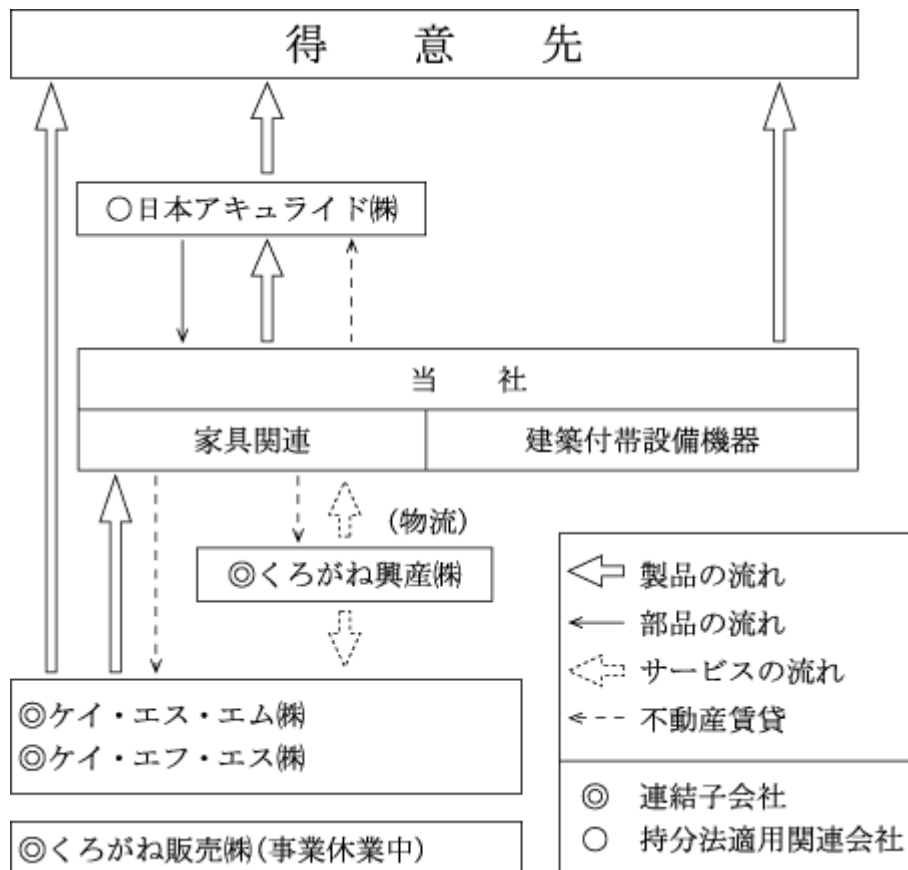 得意先
○日本アキュライド㈱
当社
家具関連 建築付帯設備機器
(物流)
◎くろがね興産㈱
◎ケイ・エス・エム㈱
◎ケイ・エフ・エス㈱
◎くろがね販売㈱(事業休業中)
製品の流れ
部品の流れ
サービスの流れ
不動産賃貸
◎ 連結子会社
○ 持分法適用関連会社